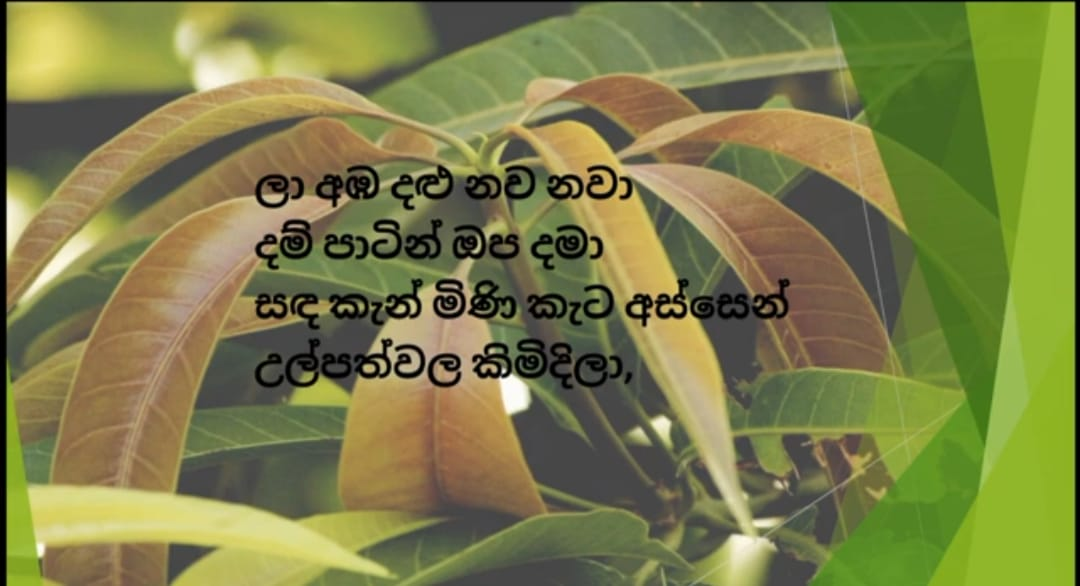 ලා අඹ දළු නව නවා
දම් පාටින් ඔප දමා
සඳ කැන් මිණි කැට අස්සෙන්
උල්පත්වල කිමිදිලා,